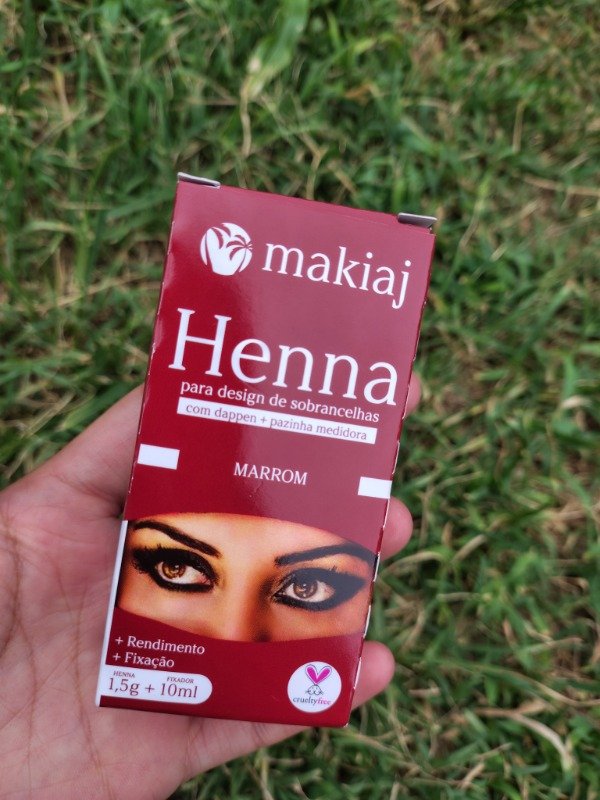 makiaj
Henna
para design de sobrancelhas
com dappen + pazinha medidora
MARROM
+ Rendimento
+ Fixação
HENNA FIXADOR
1,5g + 10ml
crueltyfree